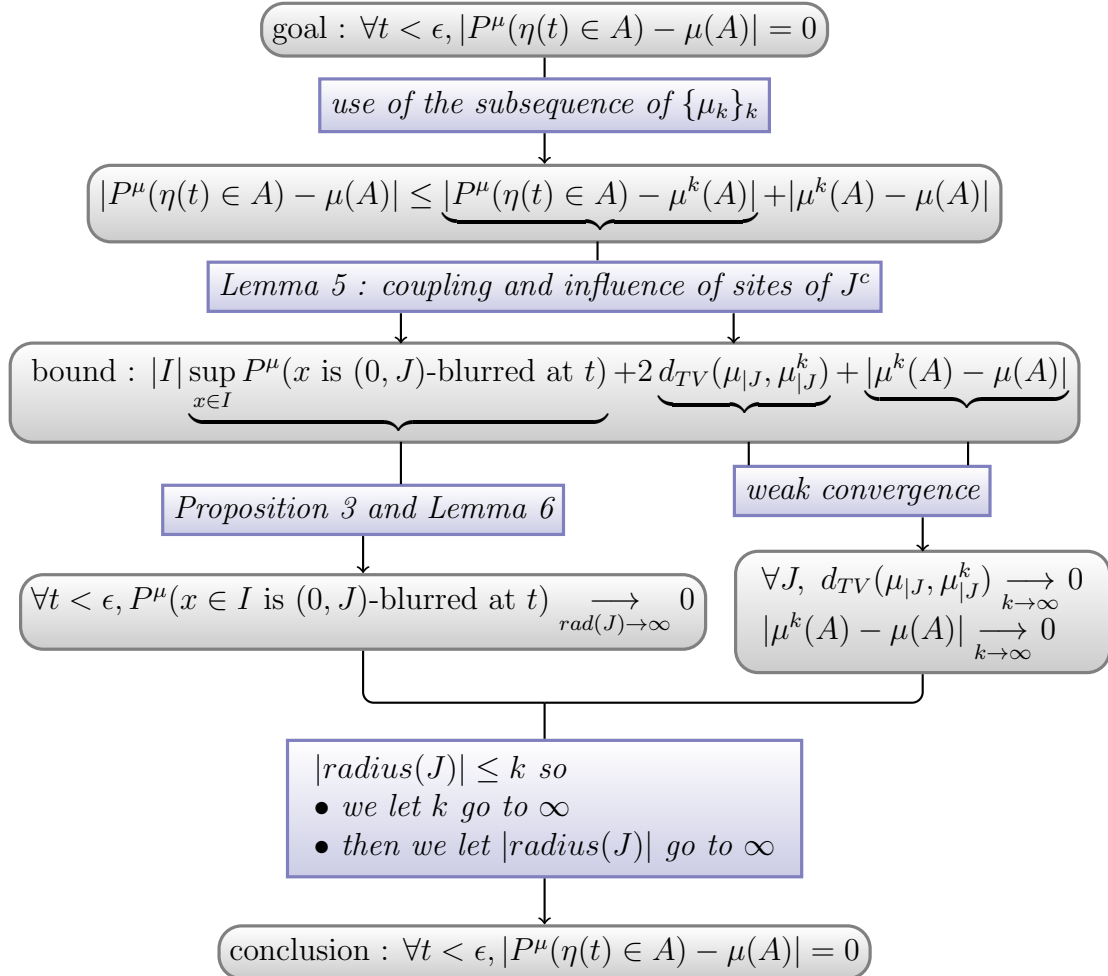 goal : ∀t < ϵ, |P^μ(η(t) ∈ A) − μ(A)| = 0
use of the subsequence of {μ_k}_k
|P^μ(η(t) ∈ A) − μ(A)| ≤ |P^μ(η(t) ∈ A) − μ^k(A)| + |μ^k(A) − μ(A)|
Lemma 5 : coupling and influence of sites of J^c
bound : |I| sup_{x∈I} P^μ(x is (0, J)-blurred at t) + 2 d_{TV}(μ_{|J}, μ^k_{|J}) + |μ^k(A) − μ(A)|
Proposition 3 and Lemma 6
weak convergence
∀t < ϵ, P^μ(x ∈ I is (0, J)-blurred at t) ⟶_{rad(J)→∞} 0
∀J, d_{TV}(μ_{|J}, μ^k_{|J}) ⟶_{k→∞} 0
|μ^k(A) − μ(A)| ⟶_{k→∞} 0
|radius(J)| ≤ k so
• we let k go to ∞
• then we let |radius(J)| go to ∞
conclusion : ∀t < ϵ, |P^μ(η(t) ∈ A) − μ(A)| = 0